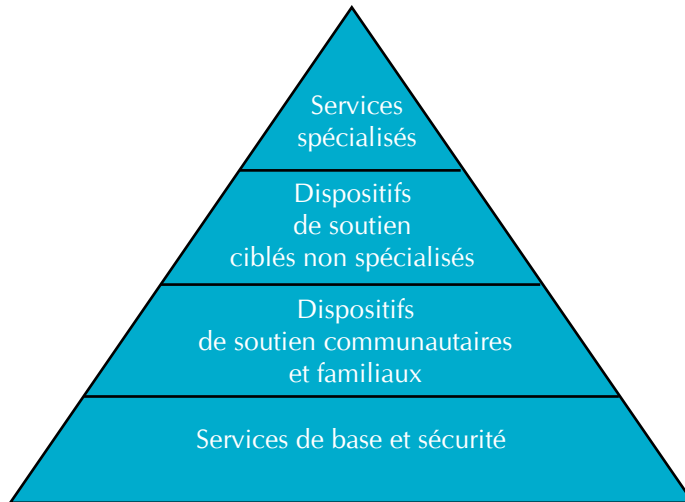 Services
spécialisés
Dispositifs
de soutien
ciblés non spécialisés
Dispositifs
de soutien communautaires
et familiaux
Services de base et sécurité